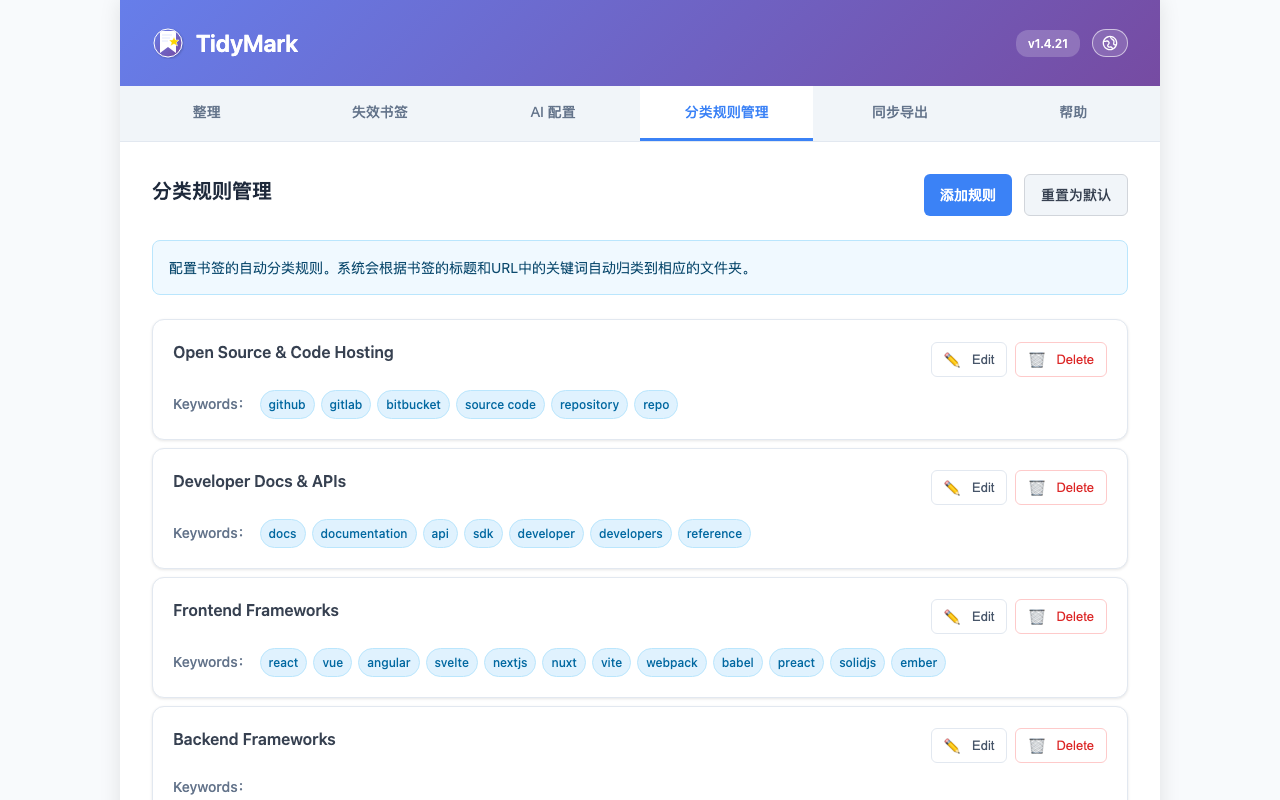 TidyMark
v1.4.21
整理
失效书签
AI 配置
分类规则管理
同步导出
帮助
分类规则管理
添加规则
重置为默认
配置书签的自动分类规则。系统会根据书签的标题和URL中的关键词自动归类到相应的文件夹。
Open Source & Code Hosting
Edit
Delete
Keywords:
github
gitlab
bitbucket
source code
repository
repo
Developer Docs & APIs
Edit
Delete
Keywords:
docs
documentation
api
sdk
developer
developers
reference
Frontend Frameworks
Edit
Delete
Keywords:
react
vue
angular
svelte
nextjs
nuxt
vite
webpack
babel
preact
solidjs
ember
Backend Frameworks
Edit
Delete
Keywords: